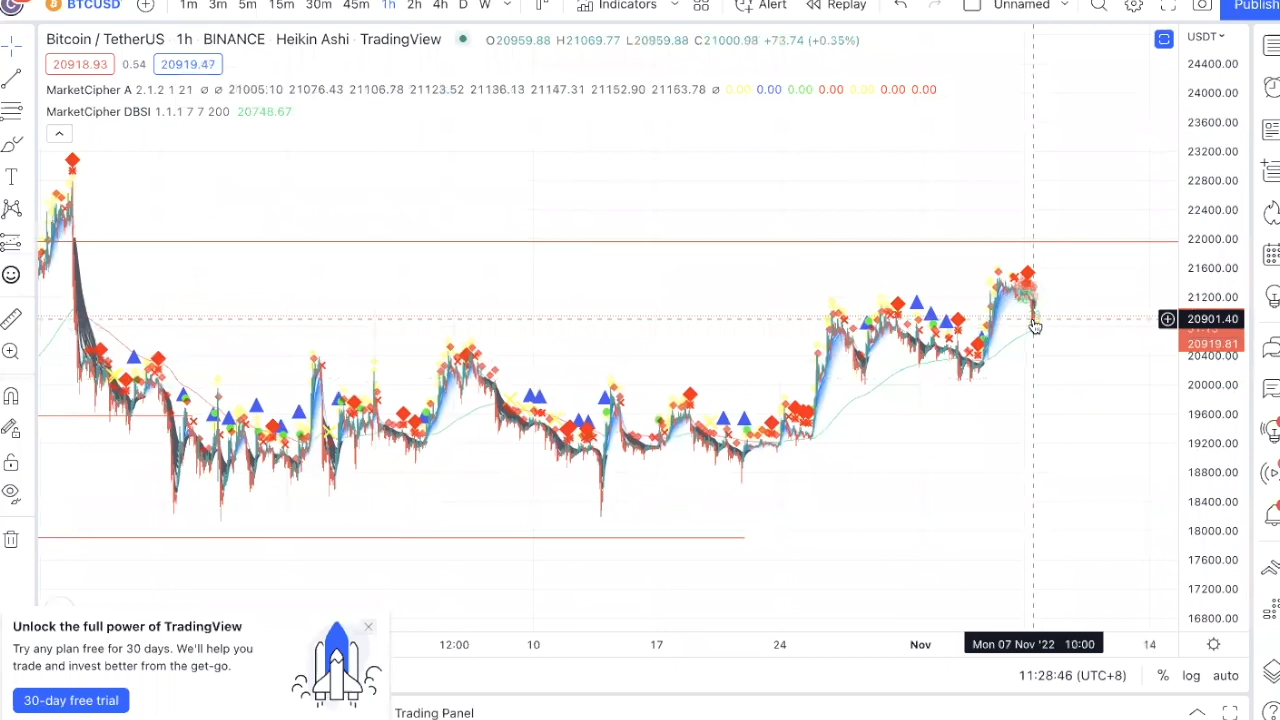 BTCUSD 1m 3m 5m 15m 30m 45m 1h 2h 4h D W Indicators Alert Replay Unnamed Publish
Bitcoin / TetherUS · 1h · BINANCE · Heikin Ashi · TradingView O20959.88 H21069.77 L20959.88 C21000.98 +73.74 (+0.35%)
USDT
20918.93 0.54 20919.47
MarketCipher A 2.1.2 1 21 ∅ ∅ 21005.10 21076.43 21106.78 21123.52 21136.13 21147.31 21152.90 21163.78 ∅ 0.00 0.00 0.00 0.00 0.00 0.00 0.00
MarketCipher DBSI 1.1.1 7 7 200 20748.67
24400.00
24000.00
23600.00
23200.00
22800.00
22400.00
22000.00
21600.00
21200.00
20901.40
20919.81
20400.00
20000.00
19600.00
19200.00
18800.00
18400.00
18000.00
17600.00
17200.00
16800.00
Unlock the full power of TradingView
Try any plan free for 30 days. We'll help you
trade and invest better from the get-go.
30-day free trial
12:00 10 17 24 Nov Mon 07 Nov '22 10:00 14
11:28:46 (UTC+8) % log auto
Trading Panel